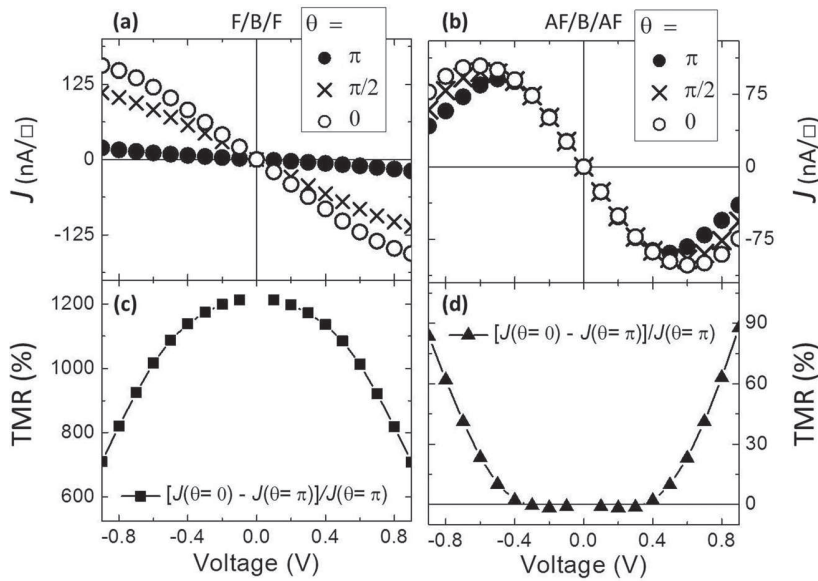 (a)
F/B/F
θ =
π
π/2
0
125
0
-125
J (nA/□)
(b)
AF/B/AF
θ =
π
π/2
0
75
0
-75
J (nA/□)
(c)
1200
1000
800
600
TMR (%)
[J(θ= 0) - J(θ= π)]/J(θ= π)
-0.8 -0.4 0.0 0.4 0.8
Voltage (V)
(d)
[J(θ= 0) - J(θ= π)]/J(θ= π)
90
60
30
0
TMR (%)
-0.8 -0.4 0.0 0.4 0.8
Voltage (V)